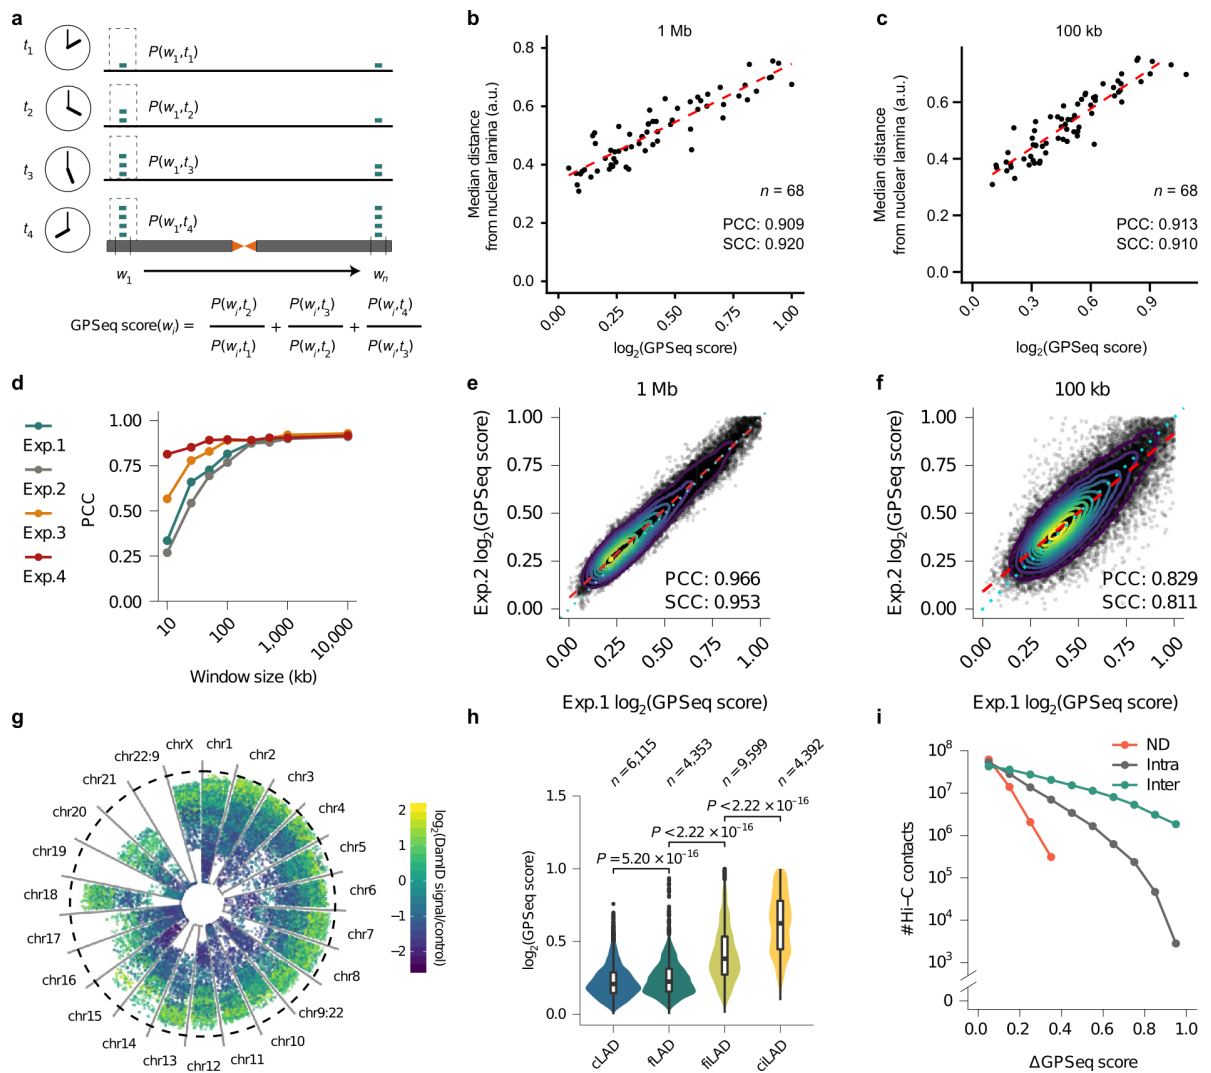 a
t1
P(w1,t1)
t2
P(w1,t2)
t3
P(w1,t3)
t4
P(w1,t4)
w1
wn
GPSeq score(wi) = P(wi,t2) / P(wi,t1) + P(wi,t3) / P(wi,t2) + P(wi,t4) / P(wi,t3)
b
1 Mb
Median distance
from nuclear lamina (a.u.)
0.8
0.6
0.4
0.2
0.0
n = 68
PCC: 0.909
SCC: 0.920
0.00
0.25
0.50
0.75
1.00
log2(GPSeq score)
c
100 kb
Median distance
from nuclear lamina (a.u.)
0.6
0.4
0.2
0.0
n = 68
PCC: 0.913
SCC: 0.910
0.0
0.3
0.6
0.9
log2(GPSeq score)
d
Exp.1
Exp.2
Exp.3
Exp.4
PCC
1.00
0.75
0.50
0.25
0.00
10
100
1,000
10,000
Window size (kb)
e
1 Mb
Exp.2 log2(GPSeq score)
1.00
0.75
0.50
0.25
0.00
PCC: 0.966
SCC: 0.953
0.00
0.25
0.50
0.75
1.00
Exp.1 log2(GPSeq score)
f
100 kb
Exp.2 log2(GPSeq score)
1.00
0.75
0.50
0.25
0.00
PCC: 0.829
SCC: 0.811
0.00
0.25
0.50
0.75
1.00
Exp.1 log2(GPSeq score)
g
chrX
chr1
chr2
chr3
chr4
chr5
chr6
chr7
chr8
chr9:22
chr10
chr11
chr12
chr13
chr14
chr15
chr16
chr17
chr18
chr19
chr20
chr21
chr22:9
2
1
0
−1
−2
log2(DamID signal/control)
h
n = 6,115
n = 4,353
n = 9,599
n = 4,392
log2(GPSeq score)
1.5
1.0
0.5
0.0
P < 2.22 × 10−16
P < 2.22 × 10−16
P = 5.20 × 10−16
cLAD
fLAD
fiLAD
ciLAD
i
ND
Intra
Inter
#Hi–C contacts
108
107
106
105
104
103
0
0.0
0.2
0.4
0.6
0.8
1.0
ΔGPSeq score